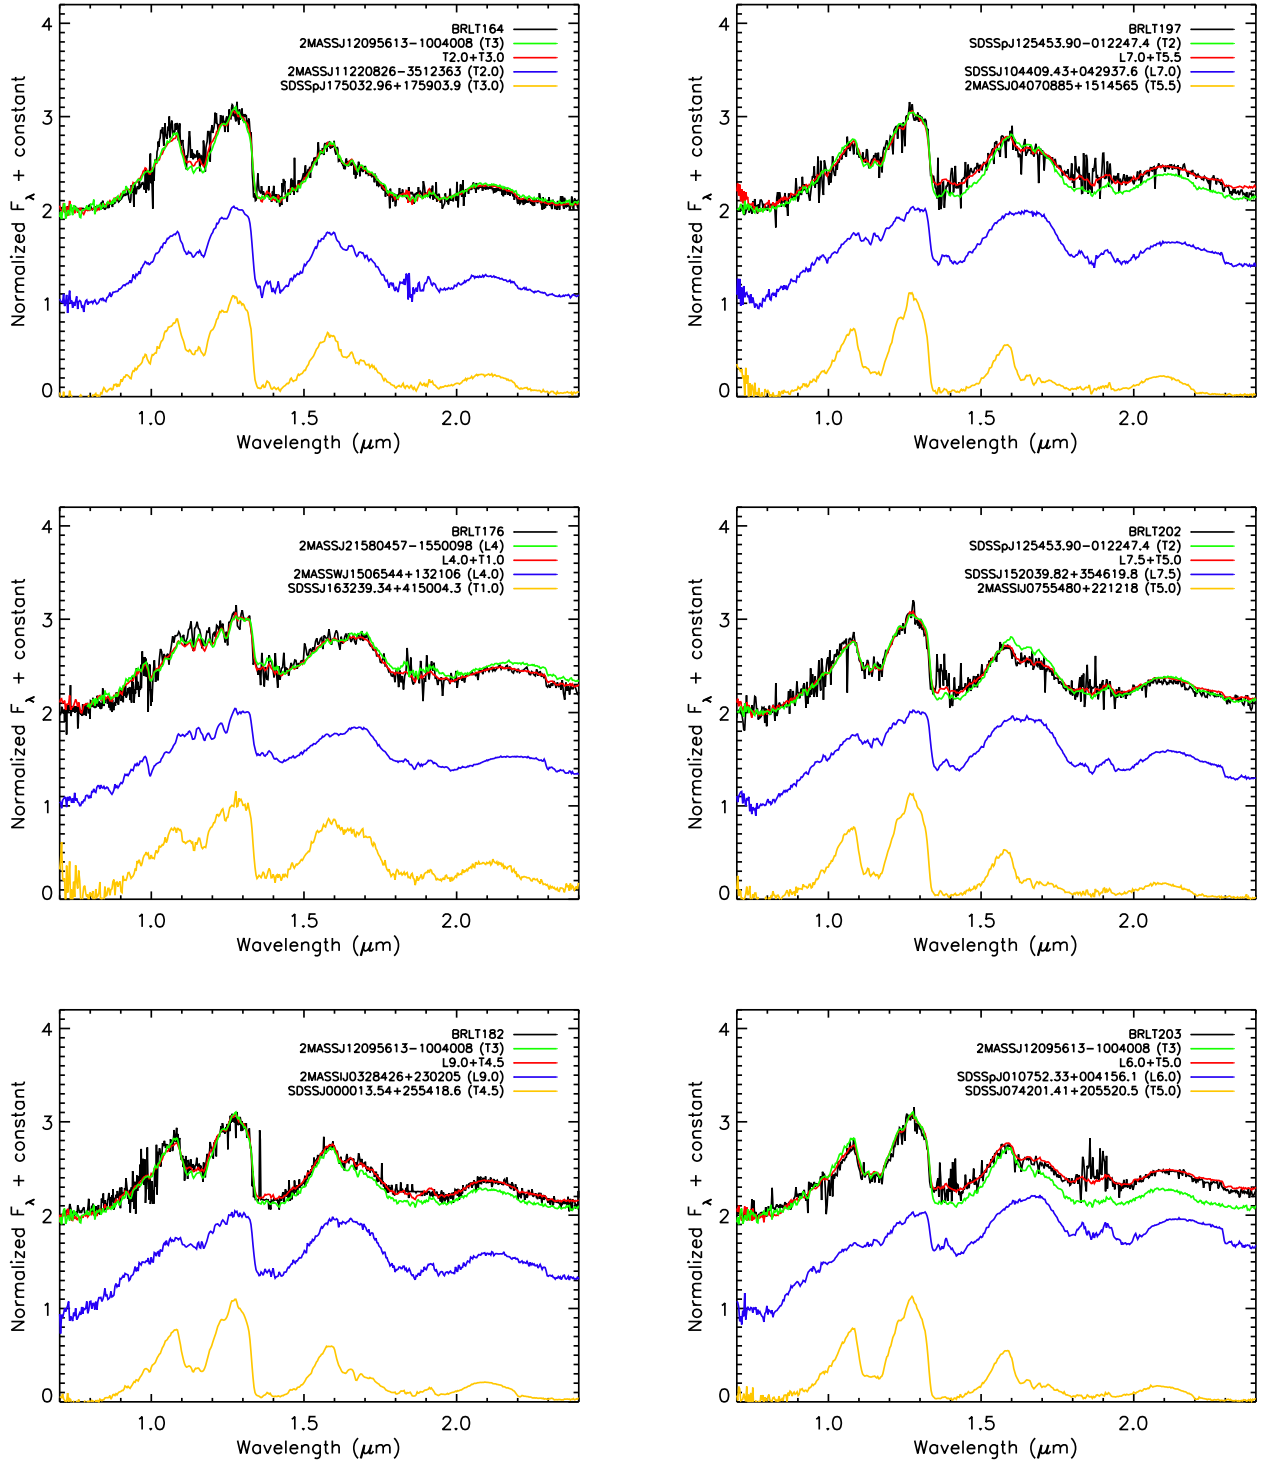 BRLT164
2MASSJ12095613-1004008 (T3)
T2.0+T3.0
2MASSJ11220826-3512363 (T2.0)
SDSSpJ175032.96+175903.9 (T3.0)
4
3
2
1
0
1.0 1.5 2.0
Wavelength (μm)
Normalized Fλ + constant
BRLT197
SDSSpJ125453.90-012247.4 (T2)
L7.0+T5.5
SDSSJ104409.43+042937.6 (L7.0)
2MASSJ04070885+1514565 (T5.5)
4
3
2
1
0
1.0 1.5 2.0
Wavelength (μm)
Normalized Fλ + constant
BRLT176
2MASSJ21580457-1550098 (L4)
L4.0+T1.0
2MASSWJ1506544+132106 (L4.0)
SDSSJ163239.34+415004.3 (T1.0)
4
3
2
1
0
1.0 1.5 2.0
Wavelength (μm)
Normalized Fλ + constant
BRLT202
SDSSpJ125453.90-012247.4 (T2)
L7.5+T5.0
SDSSJ152039.82+354619.8 (L7.5)
2MASSIJ0755480+221218 (T5.0)
4
3
2
1
0
1.0 1.5 2.0
Wavelength (μm)
Normalized Fλ + constant
BRLT182
2MASSJ12095613-1004008 (T3)
L9.0+T4.5
2MASSIJ0328426+230205 (L9.0)
SDSSJ000013.54+255418.6 (T4.5)
4
3
2
1
0
1.0 1.5 2.0
Wavelength (μm)
Normalized Fλ + constant
BRLT203
2MASSJ12095613-1004008 (T3)
L6.0+T5.0
SDSSpJ010752.33+004156.1 (L6.0)
SDSSJ074201.41+205520.5 (T5.0)
4
3
2
1
0
1.0 1.5 2.0
Wavelength (μm)
Normalized Fλ + constant